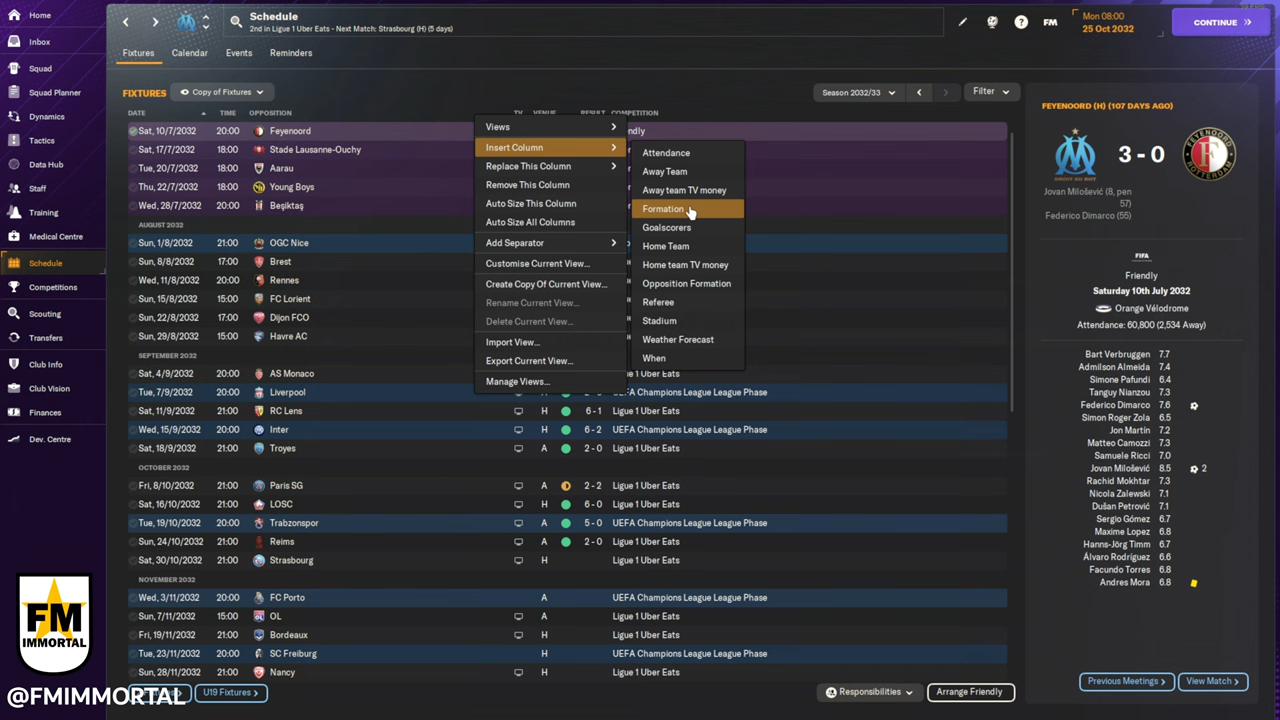 Home
Inbox
Squad
Squad Planner
Dynamics
Tactics
Data Hub
Staff
Training
Medical Centre
Schedule
Competitions
Scouting
Transfers
Club Info
Club Vision
Finances
Dev. Centre
Schedule
2nd in Ligue 1 Uber Eats - Next Match: Strasbourg (H) (5 days)
FM
Mon 08:00
25 Oct 2032
CONTINUE
Fixtures
Calendar
Events
Reminders
FIXTURES
Copy of Fixtures
Season 2032/33
Filter
DATE TIME OPPOSITION TV VENUE RESULT COMPETITION
Sat, 10/7/2032 20:00 Feyenoord
Sat, 17/7/2032 18:00 Stade Lausanne-Ouchy
Tue, 20/7/2032 18:00 Aarau
Thu, 22/7/2032 18:00 Young Boys
Wed, 28/7/2032 18:00 Beşiktaş
AUGUST 2032
Sun, 1/8/2032 21:00 OGC Nice
Sun, 8/8/2032 17:00 Brest
Wed, 11/8/2032 20:00 Rennes
Sun, 15/8/2032 15:00 FC Lorient
Sun, 22/8/2032 17:00 Dijon FCO
Sun, 29/8/2032 15:00 Havre AC
SEPTEMBER 2032
Sat, 4/9/2032 21:00 AS Monaco Ligue 1 Uber Eats
Tue, 7/9/2032 20:00 Liverpool UEFA Champions League League Phase
Sat, 11/9/2032 21:00 RC Lens H 6 - 1 Ligue 1 Uber Eats
Wed, 15/9/2032 20:00 Inter H 6 - 2 UEFA Champions League League Phase
Sat, 18/9/2032 21:00 Troyes A 2 - 0 Ligue 1 Uber Eats
OCTOBER 2032
Fri, 8/10/2032 21:00 Paris SG A 2 - 2 Ligue 1 Uber Eats
Sat, 16/10/2032 21:00 LOSC H 6 - 0 Ligue 1 Uber Eats
Tue, 19/10/2032 20:00 Trabzonspor A 5 - 0 UEFA Champions League League Phase
Sun, 24/10/2032 21:00 Reims A 2 - 0 Ligue 1 Uber Eats
Sat, 30/10/2032 21:00 Strasbourg H Ligue 1 Uber Eats
NOVEMBER 2032
Wed, 3/11/2032 20:00 FC Porto A UEFA Champions League League Phase
Sun, 7/11/2032 15:00 OL A Ligue 1 Uber Eats
Fri, 19/11/2032 21:00 Bordeaux H Ligue 1 Uber Eats
Tue, 23/11/2032 20:00 SC Freiburg H UEFA Champions League League Phase
Sun, 28/11/2032 21:00 Nancy H Ligue 1 Uber Eats
Views
Insert Column
Replace This Column
Remove This Column
Auto Size This Column
Auto Size All Columns
Add Separator
Customise Current View...
Create Copy Of Current View...
Rename Current View...
Delete Current View...
Import View...
Export Current View...
Manage Views...
Attendance
Away Team
Away team TV money
Formation
Goalscorers
Home Team
Home team TV money
Opposition Formation
Referee
Stadium
Weather Forecast
When
FEYENOORD (H) (107 DAYS AGO)
3 - 0
Jovan Milošević (8, pen
57)
Federico Dimarco (55)
FIFA
Friendly
Saturday 10th July 2032
Orange Vélodrome
Attendance: 60,800 (2,534 Away)
Bart Verbruggen 7.7
Admilson Almeida 7.4
Simone Pafundi 6.4
Tanguy Nianzou 7.3
Federico Dimarco 7.6
Simon Roger Zola 6.5
Jon Martin 7.2
Matteo Camozzi 7.3
Samuele Ricci 7.0
Jovan Milošević 8.5 2
Rachid Mokhtar 7.3
Nicola Zalewski 7.1
Dušan Petrović 7.1
Sergio Gómez 6.7
Maxime Lopez 6.8
Hanns-Jörg Timm 6.7
Álvaro Rodríguez 6.6
Facundo Torres 6.8
Andres Mora 6.8
U19 Fixtures
Responsibilities
Arrange Friendly
Previous Meetings
View Match
FM
IMMORTAL
@FMIMMORTAL